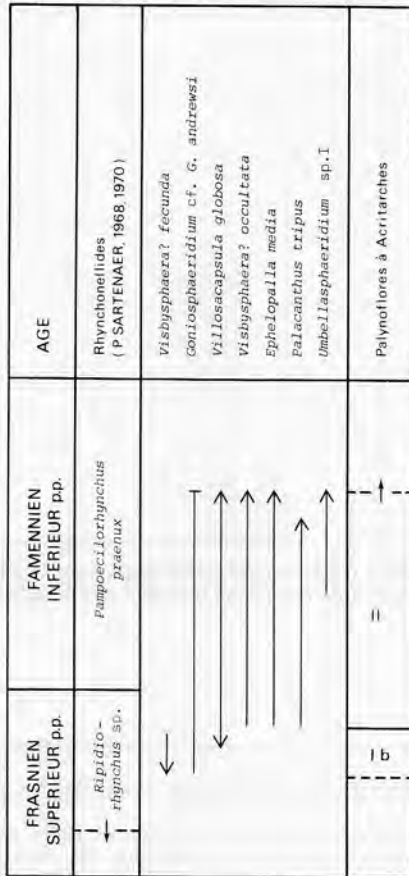 AGE
FRASNIEN
SUPERIEUR p.p.
FAMENNIEN
INFERIEUR p.p.
Rhynchonellides
( P SARTENAER, 1968, 1970 )
Ripidio-
rhynchus sp.
Pampoecilorhynchus
praenux
Visbysphaera? fecunda
Goniosphaeridium cf. G. andrewsi
Villosacapsula globosa
Visbysphaera? occultata
Ephelopalla media
Palacanthus tripus
Umbellasphaeridium sp.I
Palynoflores à Acritarches
I b
II